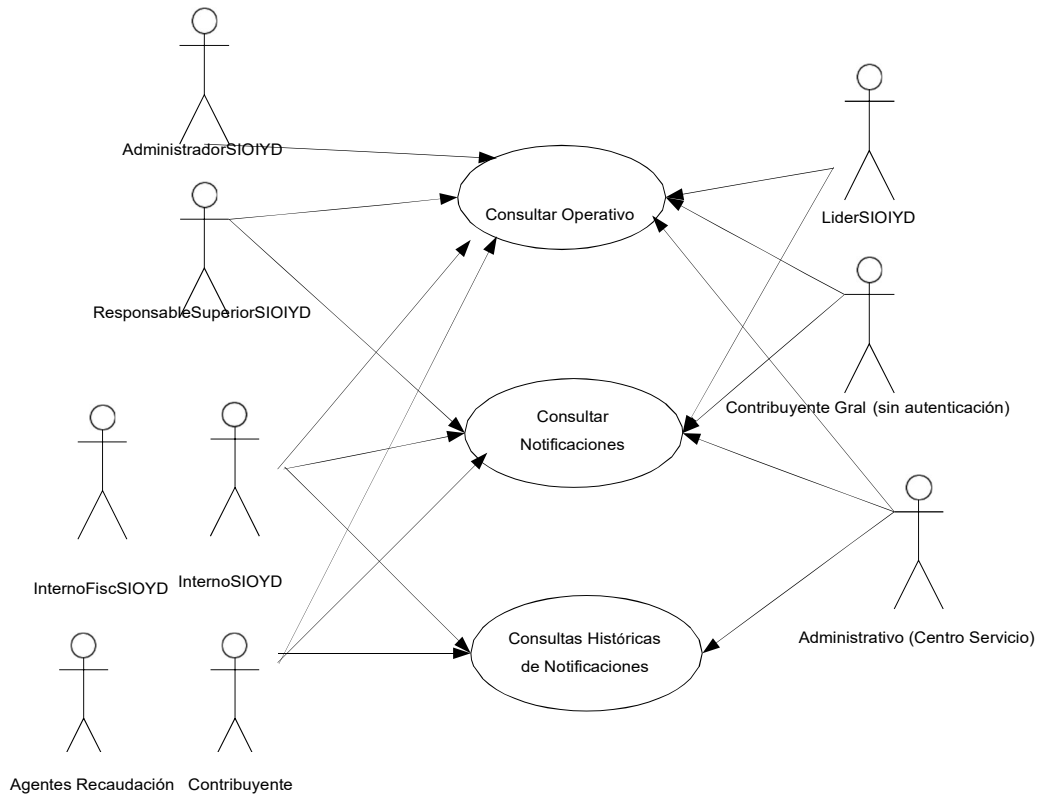 AdministradorSIOIYD
LiderSIOIYD
Consultar Operativo
ResponsableSuperiorSIOIYD
Contribuyente Gral (sin autenticación)
Consultar
Notificaciones
InternoFiscSIOYD
InternoSIOYD
Consultas Históricas
de Notificaciones
Administrativo (Centro Servicio)
Agentes Recaudación
Contribuyente